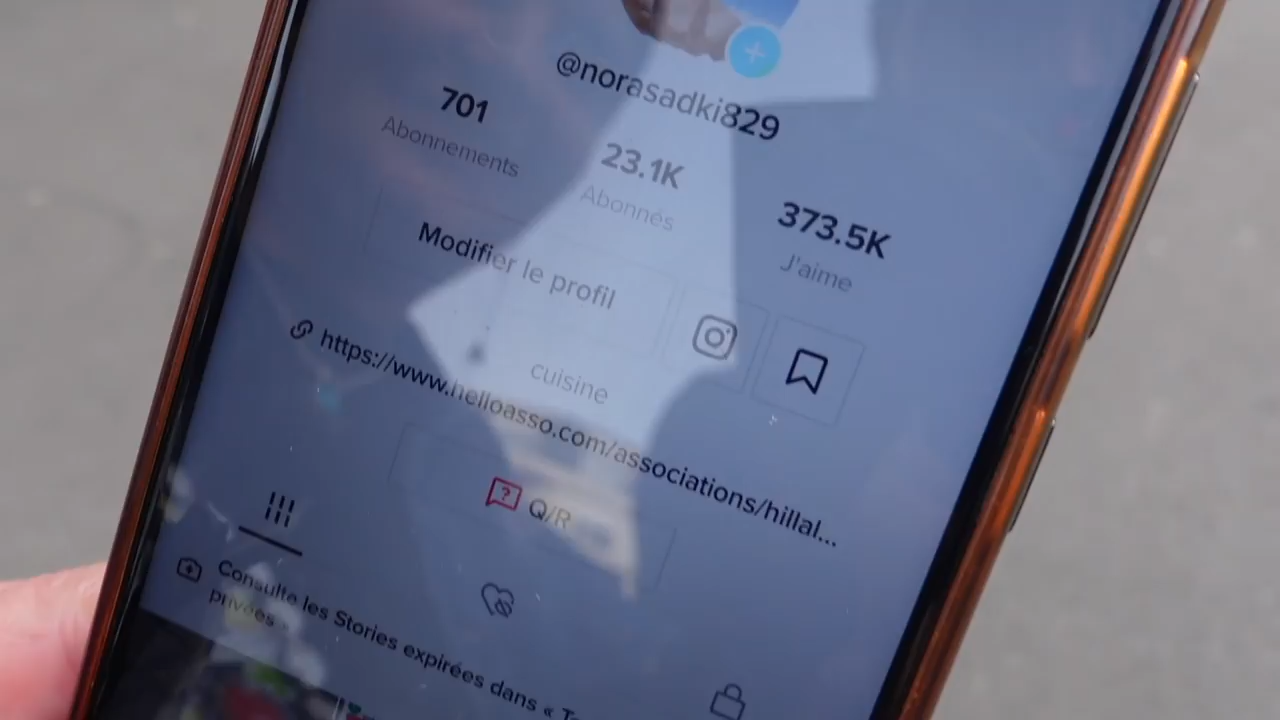 @norasadki829
701
Abonnements
23.1K
Abonnés
373.5K
J'aime
Modifier le profil
cuisine
https://www.helloasso.com/associations/hillal...
Q/R
Consulte les Stories expirées dans «
privées »